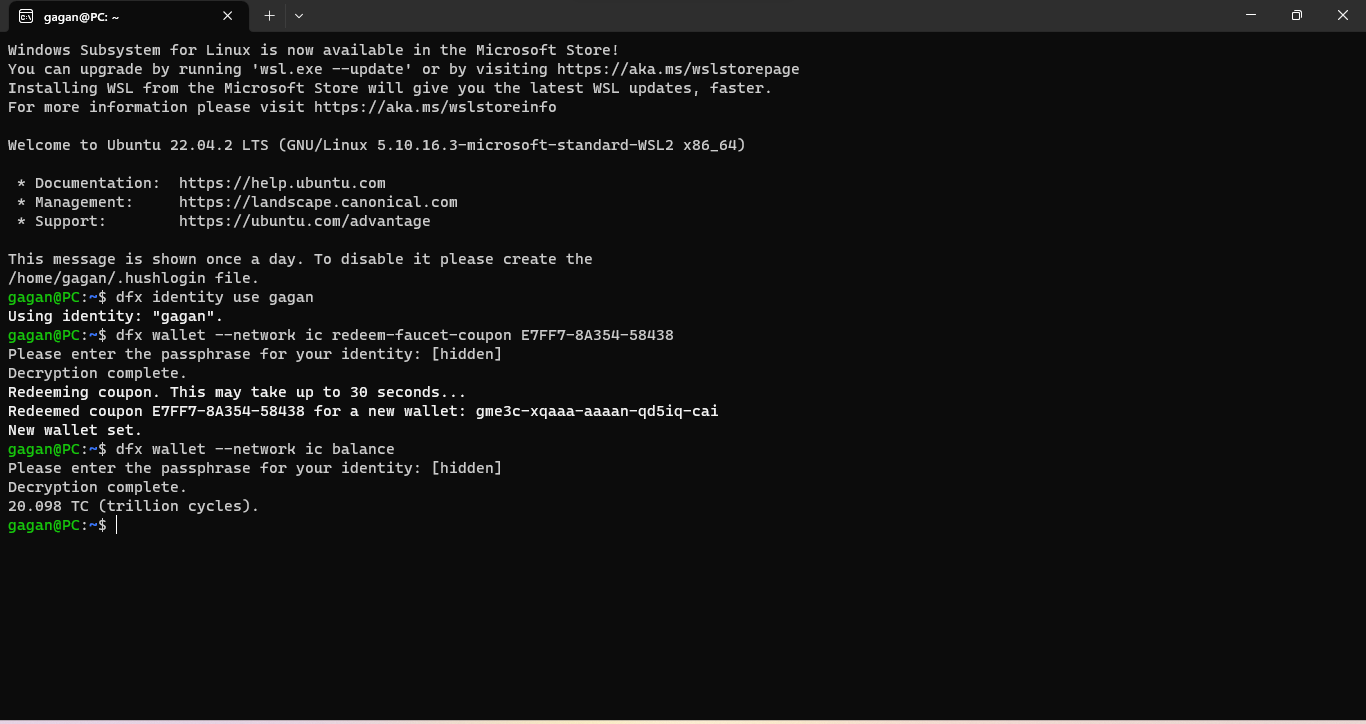 gagan@PC: ~
Windows Subsystem for Linux is now available in the Microsoft Store!
You can upgrade by running 'wsl.exe --update' or by visiting https://aka.ms/wslstorepage
Installing WSL from the Microsoft Store will give you the latest WSL updates, faster.
For more information please visit https://aka.ms/wslstoreinfo
Welcome to Ubuntu 22.04.2 LTS (GNU/Linux 5.10.16.3-microsoft-standard-WSL2 x86_64)
* Documentation:  https://help.ubuntu.com
* Management:     https://landscape.canonical.com
* Support:        https://ubuntu.com/advantage
This message is shown once a day. To disable it please create the
/home/gagan/.hushlogin file.
gagan@PC:~$ dfx identity use gagan
Using identity: "gagan".
gagan@PC:~$ dfx wallet --network ic redeem-faucet-coupon E7FF7-8A354-58438
Please enter the passphrase for your identity: [hidden]
Decryption complete.
Redeeming coupon. This may take up to 30 seconds...
Redeemed coupon E7FF7-8A354-58438 for a new wallet: gme3c-xqaaa-aaaan-qd5iq-cai
New wallet set.
gagan@PC:~$ dfx wallet --network ic balance
Please enter the passphrase for your identity: [hidden]
Decryption complete.
20.098 TC (trillion cycles).
gagan@PC:~$